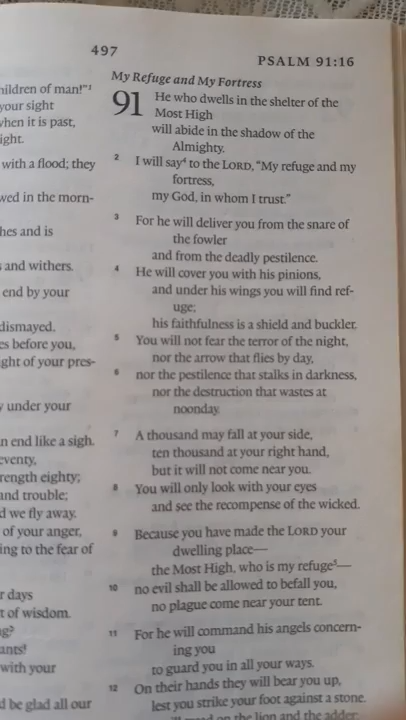 497
PSALM 91:16
hildren of man!"¹
your sight
when it is past,
ight.
with a flood; they
wed in the morn-
hes and is
and withers.
end by your
dismayed.
es before you,
ght of your pres-
under your
n end like a sigh.
eventy,
rength eighty;
and trouble;
d we fly away.
of your anger,
ing to the fear of
r days
t of wisdom.
g?
ants!
with your
d be glad all our
My Refuge and My Fortress
91 He who dwells in the shelter of the
Most High
will abide in the shadow of the
Almighty.
2 I will say⁴ to the LORD, "My refuge and my
fortress,
my God, in whom I trust."
3 For he will deliver you from the snare of
the fowler
and from the deadly pestilence.
4 He will cover you with his pinions,
and under his wings you will find ref-
uge;
his faithfulness is a shield and buckler.
5 You will not fear the terror of the night,
nor the arrow that flies by day,
6 nor the pestilence that stalks in darkness,
nor the destruction that wastes at
noonday.
7 A thousand may fall at your side,
ten thousand at your right hand,
but it will not come near you.
8 You will only look with your eyes
and see the recompense of the wicked.
9 Because you have made the LORD your
dwelling place—
the Most High, who is my refuge⁵—
10 no evil shall be allowed to befall you,
no plague come near your tent.
11 For he will command his angels concern-
ing you
to guard you in all your ways.
12 On their hands they will bear you up,
lest you strike your foot against a stone.
on the lion and the adder;